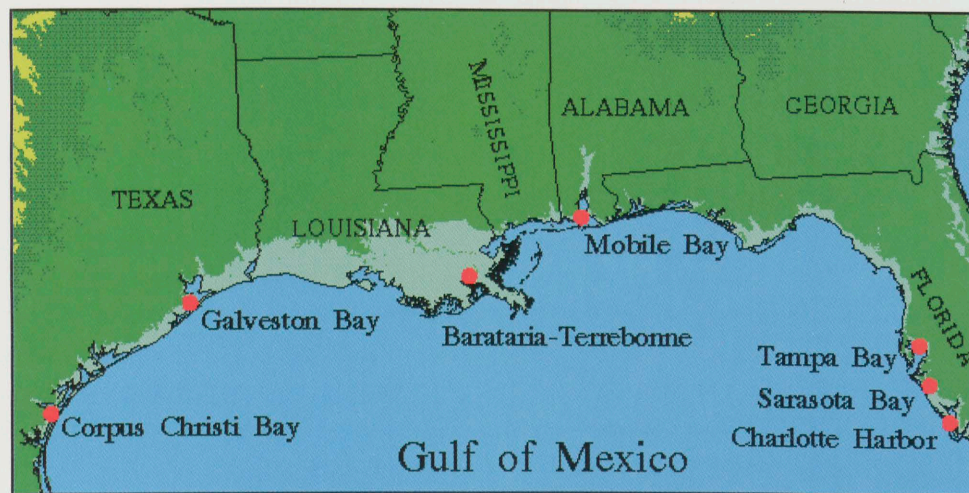 MISSISSIPPI
ALABAMA
GEORGIA
TEXAS
LOUISIANA
Mobile Bay
Galveston Bay
Barataria-Terrebonne
FLORIDA
Tampa Bay
Sarasota Bay
Corpus Christi Bay
Charlotte Harbor
Gulf of Mexico